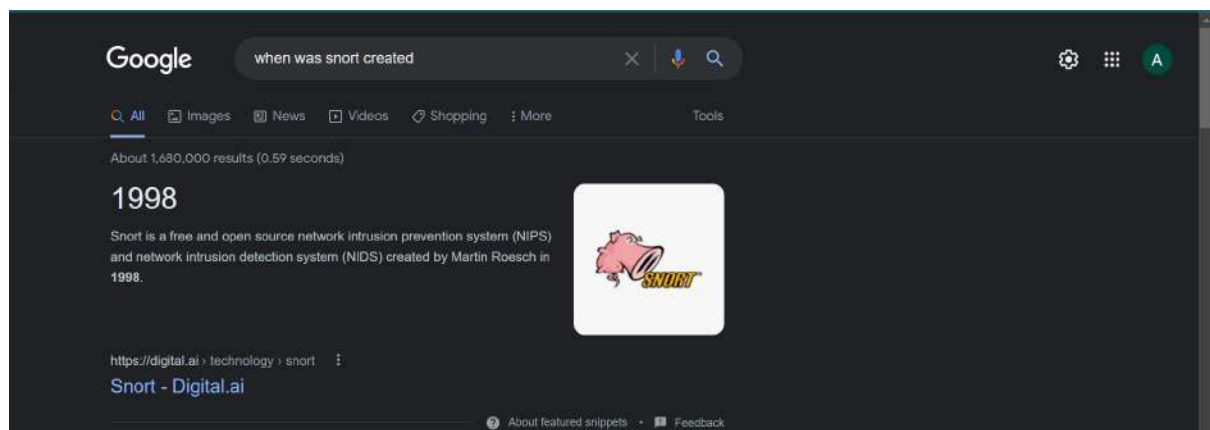 Google
when was snort created
A
All
Images
News
Videos
Shopping
More
Tools
About 1,680,000 results (0.59 seconds)
1998
Snort is a free and open source network intrusion prevention system (NIPS)
and network intrusion detection system (NIDS) created by Martin Roesch in
1998.
SNORT
https://digital.ai › technology › snort
Snort - Digital.ai
About featured snippets • Feedback